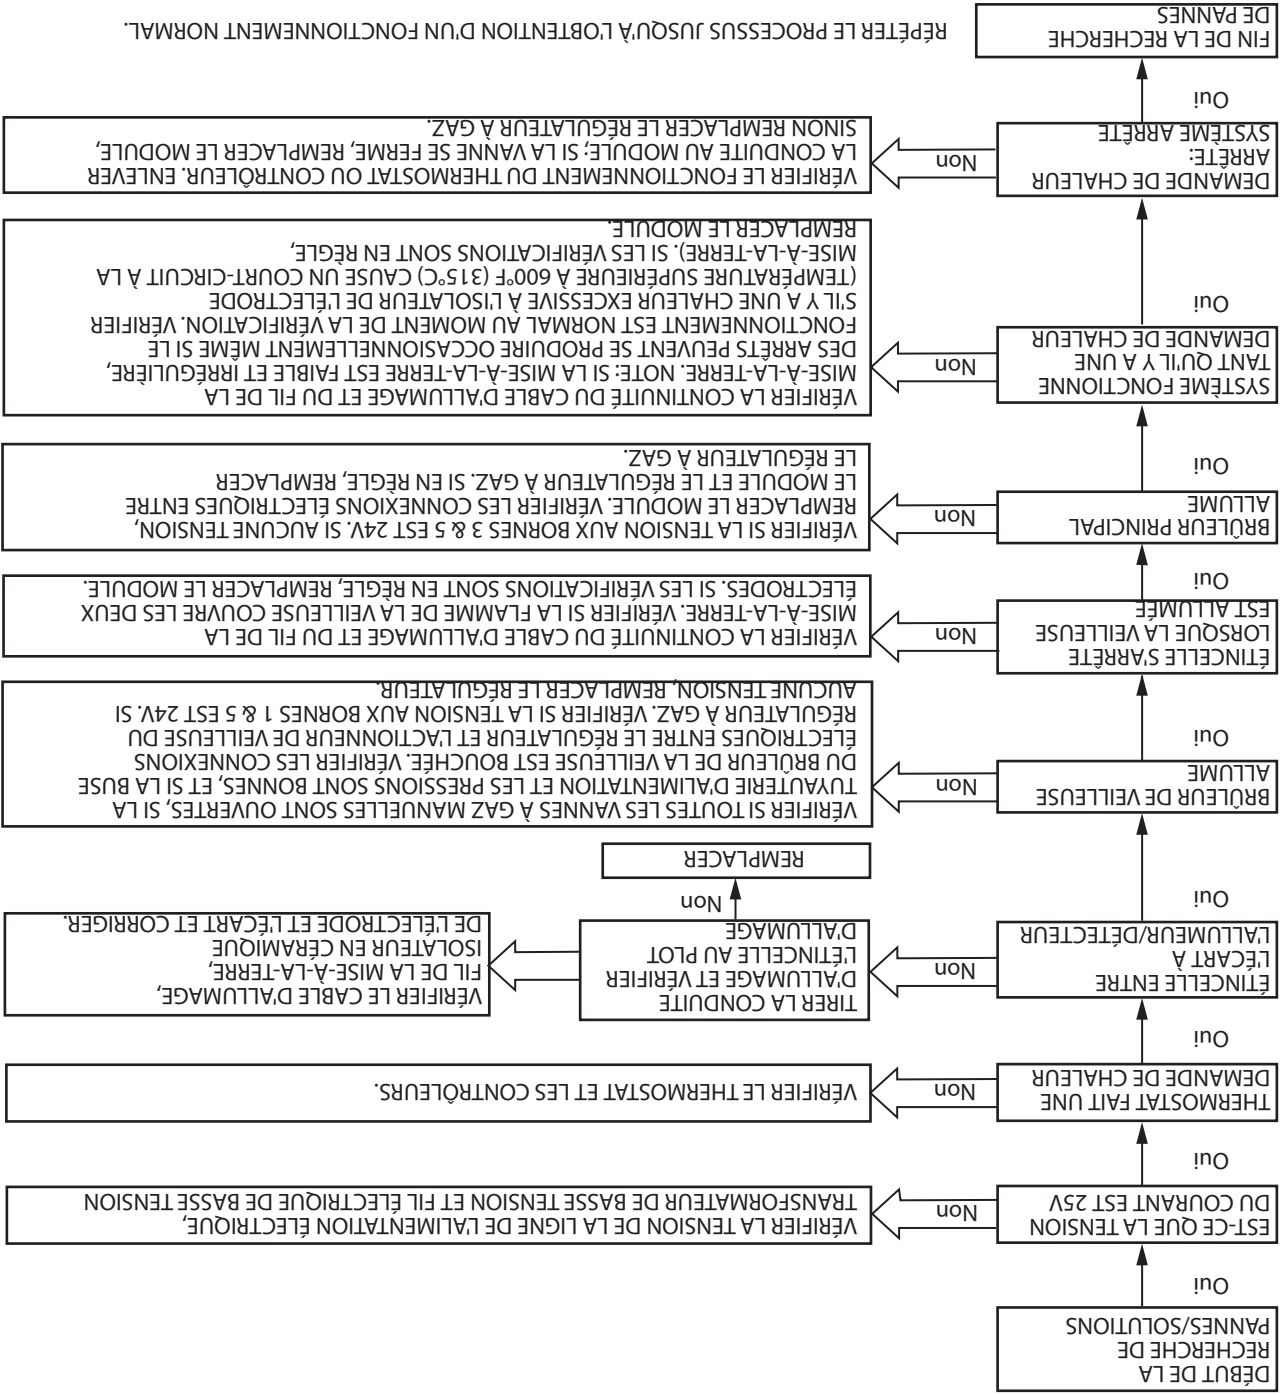 DÉBUT DE LA
RECHERCHE DE
PANNES/SOLUTIONS
Oui
EST-CE QUE LA TENSION
DU COURANT EST 25V
Non
VÉRIFIER LA TENSION DE LA LIGNE DE L'ALIMENTATION ÉLECTRIQUE,
TRANSFORMATEUR DE BASSE TENSION ET FIL ÉLECTRIQUE DE BASSE TENSION
Oui
THERMOSTAT FAIT UNE
DEMANDE DE CHALEUR
Non
VÉRIFIER LE THERMOSTAT ET LES CONTRÔLEURS.
Oui
ÉTINCELLE ENTRE
L'ÉCART À
L'ALLUMEUR/DÉTECTEUR
Non
TIRER LA CONDUITE
D'ALLUMAGE ET VÉRIFIER
L'ÉTINCELLE AU PLOT
D'ALLUMAGE
VÉRIFIER LE CABLE D'ALLUMAGE,
FIL DE LA MISE-À-LA-TERRE,
ISOLATEUR EN CÉRAMIQUE
DE L'ÉLECTRODE ET L'ÉCART ET CORRIGER.
Non
REMPLACER
Oui
BRÛLEUR DE VEILLEUSE
ALLUME
Non
VÉRIFIER SI TOUTES LES VANNES À GAZ MANUELLES SONT OUVERTES, SI LA
TUYAUTERIE D'ALIMENTATION ET LES PRESSIONS SONT BONNES, ET SI LA BUSE
DU BRÛLEUR DE LA VEILLEUSE EST BOUCHÉE. VÉRIFIER LES CONNEXIONS
ÉLECTRIQUES ENTRE LE RÉGULATEUR ET L'ACTIONNEUR DE VEILLEUSE DU
RÉGULATEUR À GAZ. VÉRIFIER SI LA TENSION AUX BORNES 1 & 5 EST 24V. SI
AUCUNE TENSION, REMPLACER LE RÉGULATEUR.
Oui
ÉTINCELLE S'ARRÊTE
LORSQUE LA VEILLEUSE
EST ALLUMÉE
Non
VÉRIFIER LA CONTINUITÉ DU CABLE D'ALLUMAGE ET DU FIL DE LA
MISE-À-LA-TERRE. VÉRIFIER SI LA FLAMME DE LA VEILLEUSE COUVRE LES DEUX
ÉLECTRODES. SI LES VÉRIFICATIONS SONT EN RÈGLE, REMPLACER LE MODULE.
Oui
BRÛLEUR PRINCIPAL
ALLUME
Non
VÉRIFIER SI LA TENSION AUX BORNES 3 & 5 EST 24V. SI AUCUNE TENSION,
REMPLACER LE MODULE. VÉRIFIER LES CONNEXIONS ÉLECTRIQUES ENTRE
LE MODULE ET LE RÉGULATEUR À GAZ. SI EN RÈGLE, REMPLACER
LE RÉGULATEUR À GAZ.
Oui
SYSTÈME FONCTIONNE
TANT QU'IL Y A UNE
DEMANDE DE CHALEUR
Non
VÉRIFIER LA CONTINUITÉ DU CABLE D'ALLUMAGE ET DU FIL DE LA
MISE-À-LA-TERRE. NOTE: SI LA MISE-À-LA-TERRE EST FAIBLE ET IRRÉGULIÈRE,
DES ARRÊTS PEUVENT SE PRODUIRE OCCASIONNELLEMENT MÊME SI LE
FONCTIONNEMENT EST NORMAL AU MOMENT DE LA VÉRIFICATION. VÉRIFIER
S'IL Y A UNE CHALEUR EXCESSIVE À L'ISOLATEUR DE L'ÉLECTRODE
(TEMPÉRATURE SUPÉRIEURE À 600°F (315°C) CAUSE UN COURT-CIRCUIT À LA
MISE-À-LA-TERRE). SI LES VÉRIFICATIONS SONT EN RÈGLE,
REMPLACER LE MODULE.
Oui
DEMANDE DE CHALEUR
ARRÊTE:
SYSTÈME ARRÊTE
Non
VÉRIFIER LE FONCTIONNEMENT DU THERMOSTAT OU CONTRÔLEUR. ENLEVER
LA CONDUITE AU MODULE; SI LA VANNE SE FERME, REMPLACER LE MODULE,
SINON REMPLACER LE RÉGULATEUR À GAZ.
Oui
FIN DE LA RECHERCHE
DE PANNES
RÉPÉTER LE PROCESSUS JUSQU'À L'OBTENTION D'UN FONCTIONNEMENT NORMAL.